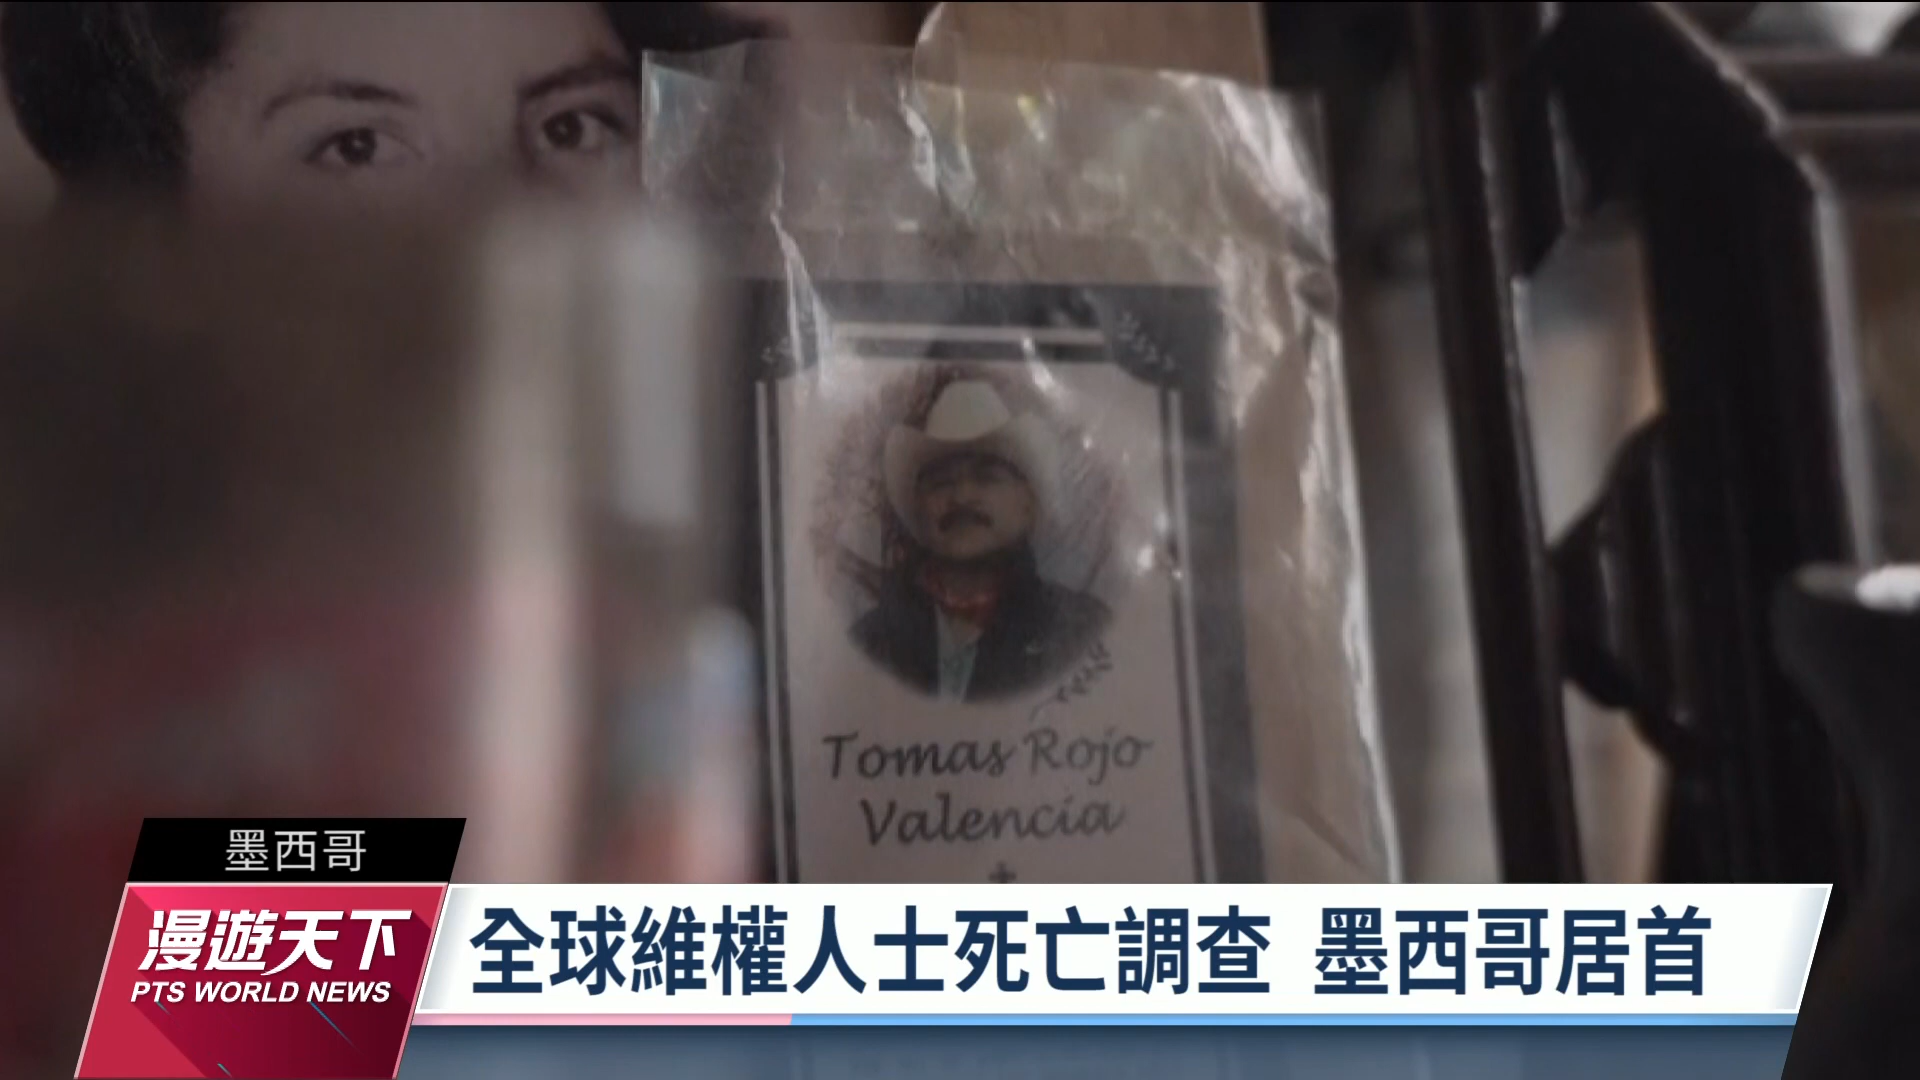 Tomas Rojo
Valencia
墨西哥
漫遊天下
PTS WORLD NEWS
全球維權人士死亡調查 墨西哥居首